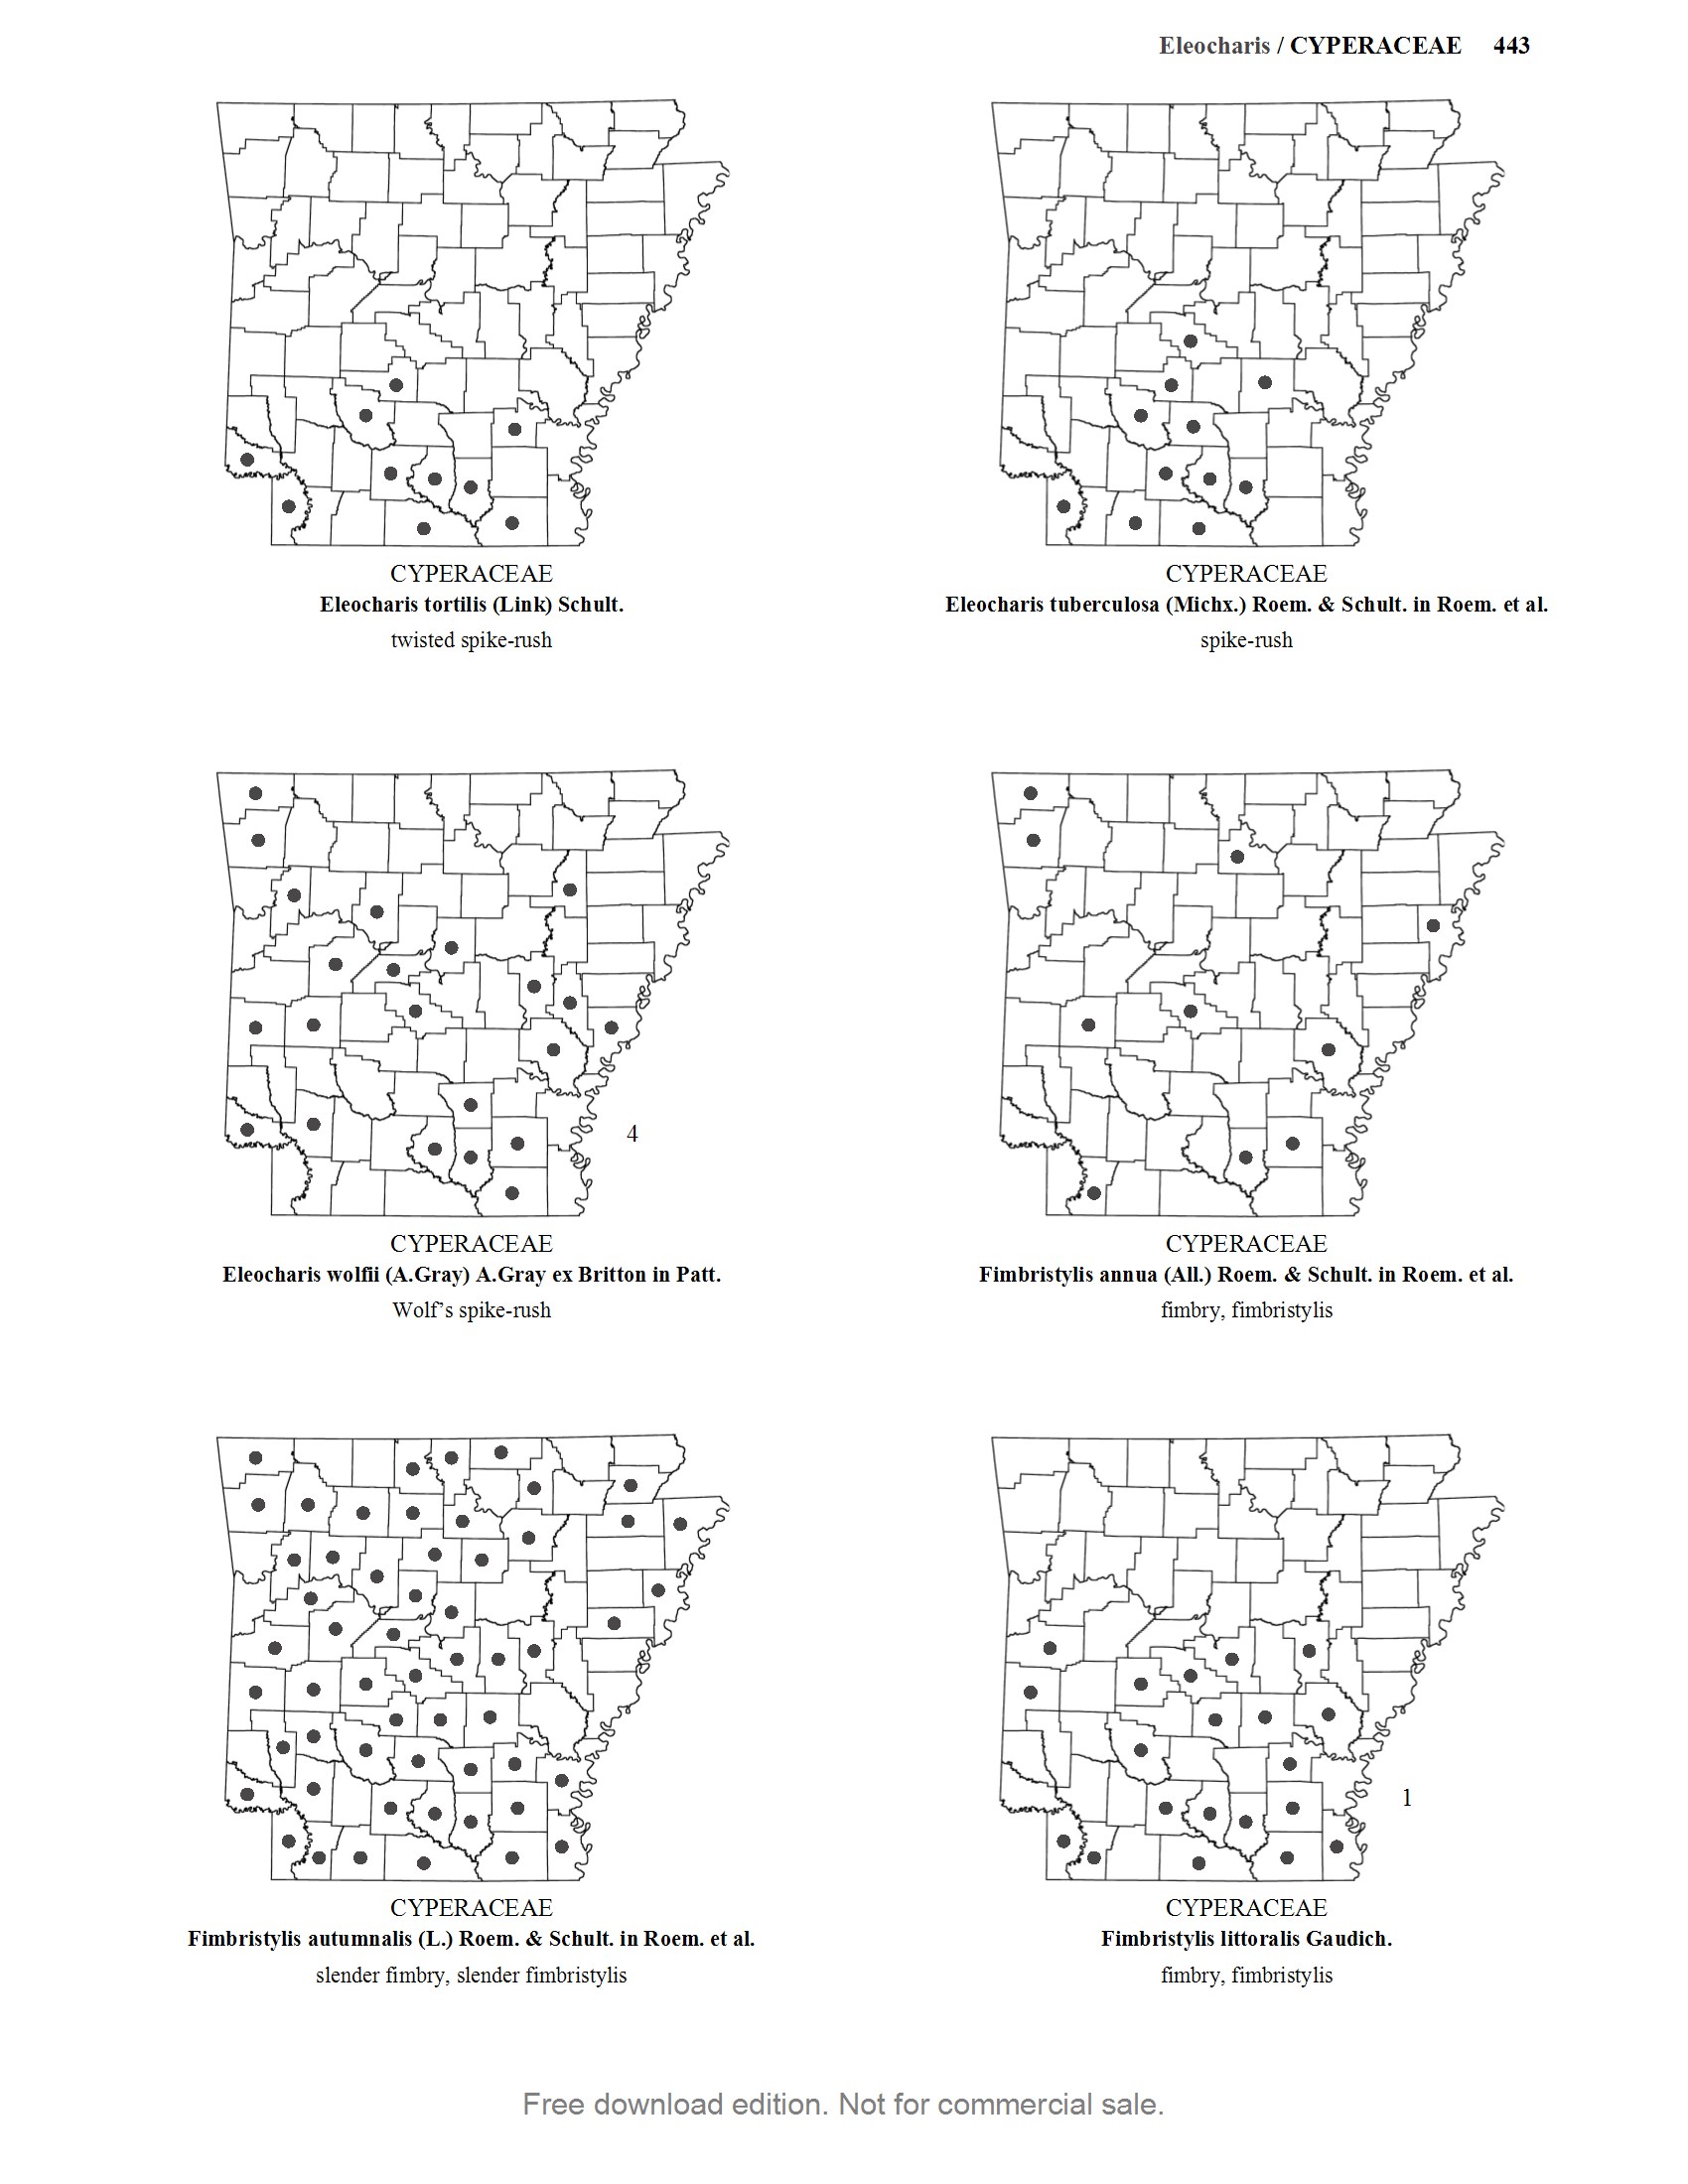 Eleocharis / CYPERACEAE 443
CYPERACEAE
Eleocharis tortilis (Link) Schult.
twisted spike-rush
CYPERACEAE
Eleocharis tuberculosa (Michx.) Roem. & Schult. in Roem. et al.
spike-rush
4
CYPERACEAE
Eleocharis wolfii (A.Gray) A.Gray ex Britton in Patt.
Wolf’s spike-rush
CYPERACEAE
Fimbristylis annua (All.) Roem. & Schult. in Roem. et al.
fimbry, fimbristylis
CYPERACEAE
Fimbristylis autumnalis (L.) Roem. & Schult. in Roem. et al.
slender fimbry, slender fimbristylis
1
CYPERACEAE
Fimbristylis littoralis Gaudich.
fimbry, fimbristylis
Free download edition. Not for commercial sale.